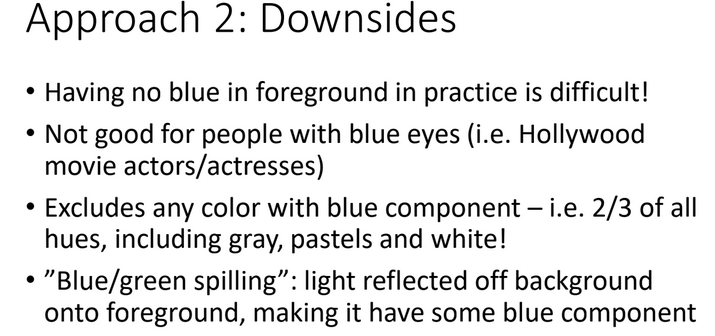 Approach 2: Downsides
• Having no blue in foreground in practice is difficult!
• Not good for people with blue eyes (i.e. Hollywood
movie actors/actresses)
• Excludes any color with blue component – i.e. 2/3 of all
hues, including gray, pastels and white!
• ”Blue/green spilling”: light reflected off background
onto foreground, making it have some blue component